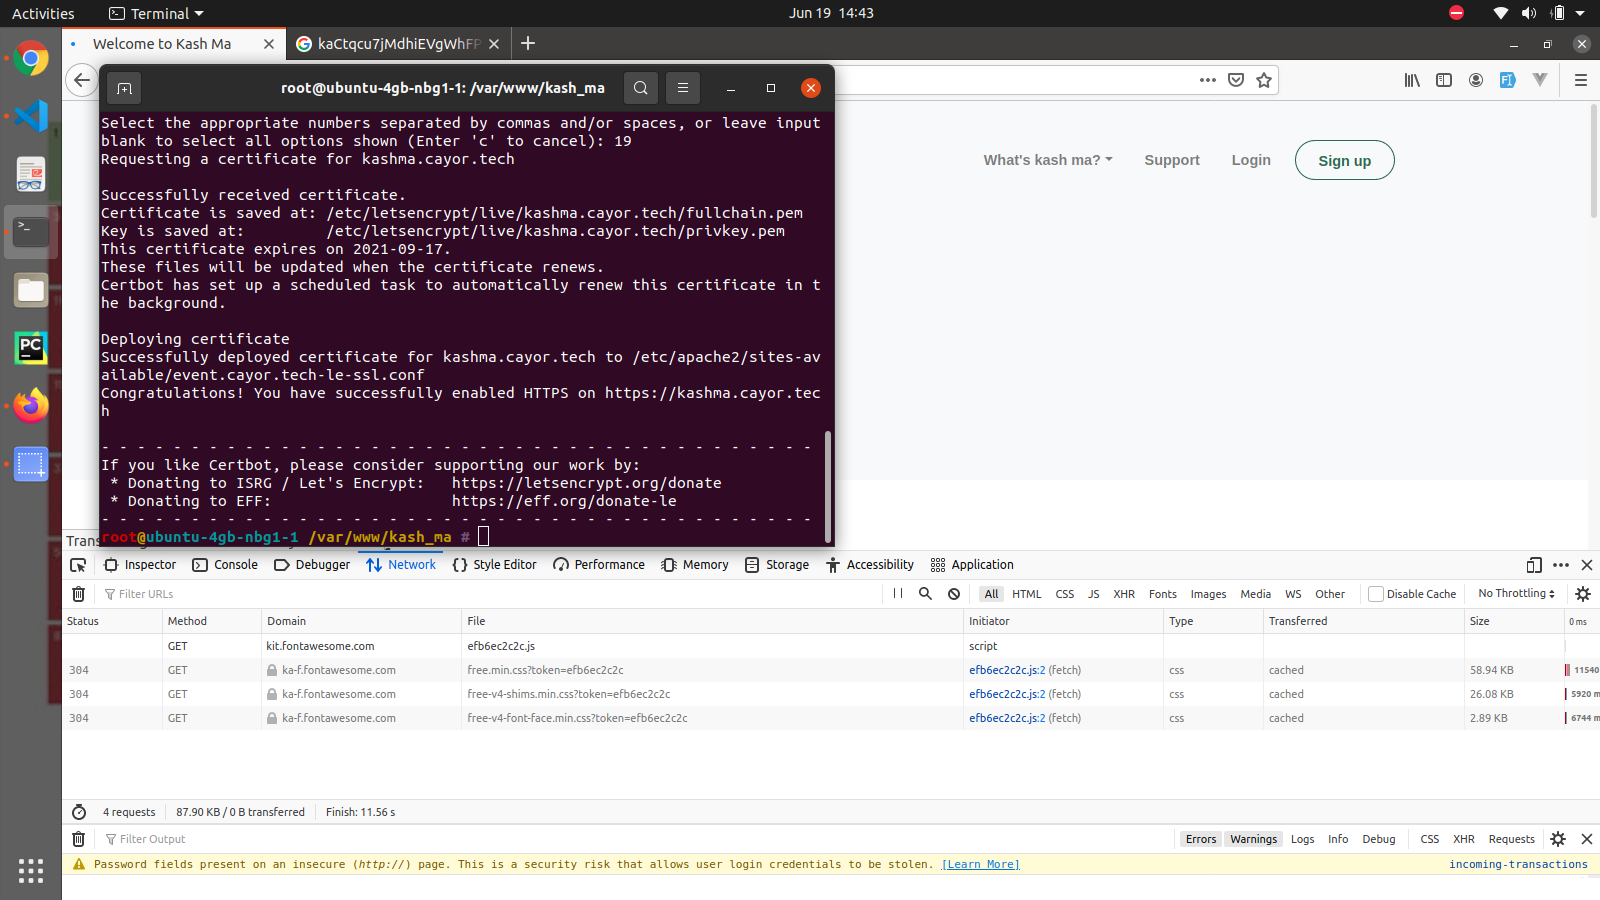 Activities
Terminal
Jun 19 14:43
Welcome to Kash Ma
kaCtqcu7jMdhiEVgWhFP
root@ubuntu-4gb-nbg1-1: /var/www/kash_ma
Select the appropriate numbers separated by commas and/or spaces, or leave input
blank to select all options shown (Enter 'c' to cancel): 19
Requesting a certificate for kashma.cayor.tech
Successfully received certificate.
Certificate is saved at: /etc/letsencrypt/live/kashma.cayor.tech/fullchain.pem
Key is saved at: /etc/letsencrypt/live/kashma.cayor.tech/privkey.pem
This certificate expires on 2021-09-17.
These files will be updated when the certificate renews.
Certbot has set up a scheduled task to automatically renew this certificate in t
he background.
Deploying certificate
Successfully deployed certificate for kashma.cayor.tech to /etc/apache2/sites-av
ailable/event.cayor.tech-le-ssl.conf
Congratulations! You have successfully enabled HTTPS on https://kashma.cayor.tec
h
- - - - - - - - - - - - - - - - - - - - - - - - - - - - - - - - - - - - - - - -
If you like Certbot, please consider supporting our work by:
* Donating to ISRG / Let's Encrypt: https://letsencrypt.org/donate
* Donating to EFF: https://eff.org/donate-le
- - - - - - - - - - - - - - - - - - - - - - - - - - - - - - - - - - - - - - - -
root@ubuntu-4gb-nbg1-1 /var/www/kash_ma #
What's kash ma? Support Login Sign up
Inspector Console Debugger Network Style Editor Performance Memory Storage Accessibility Application
Filter URLs
All HTML CSS JS XHR Fonts Images Media WS Other Disable Cache No Throttling
Status Method Domain File Initiator Type Transferred Size 0 ms
GET kit.fontawesome.com efb6ec2c2c.js script
304 GET ka-f.fontawesome.com free.min.css?token=efb6ec2c2c efb6ec2c2c.js:2 (fetch) css cached 58.94 KB 11540
304 GET ka-f.fontawesome.com free-v4-shims.min.css?token=efb6ec2c2c efb6ec2c2c.js:2 (fetch) css cached 26.08 KB 5920 m
304 GET ka-f.fontawesome.com free-v4-font-face.min.css?token=efb6ec2c2c efb6ec2c2c.js:2 (fetch) css cached 2.89 KB 6744 m
4 requests 87.90 KB / 0 B transferred Finish: 11.56 s
Filter Output
Errors Warnings Logs Info Debug CSS XHR Requests
Password fields present on an insecure (http://) page. This is a security risk that allows user login credentials to be stolen. [Learn More] incoming-transactions